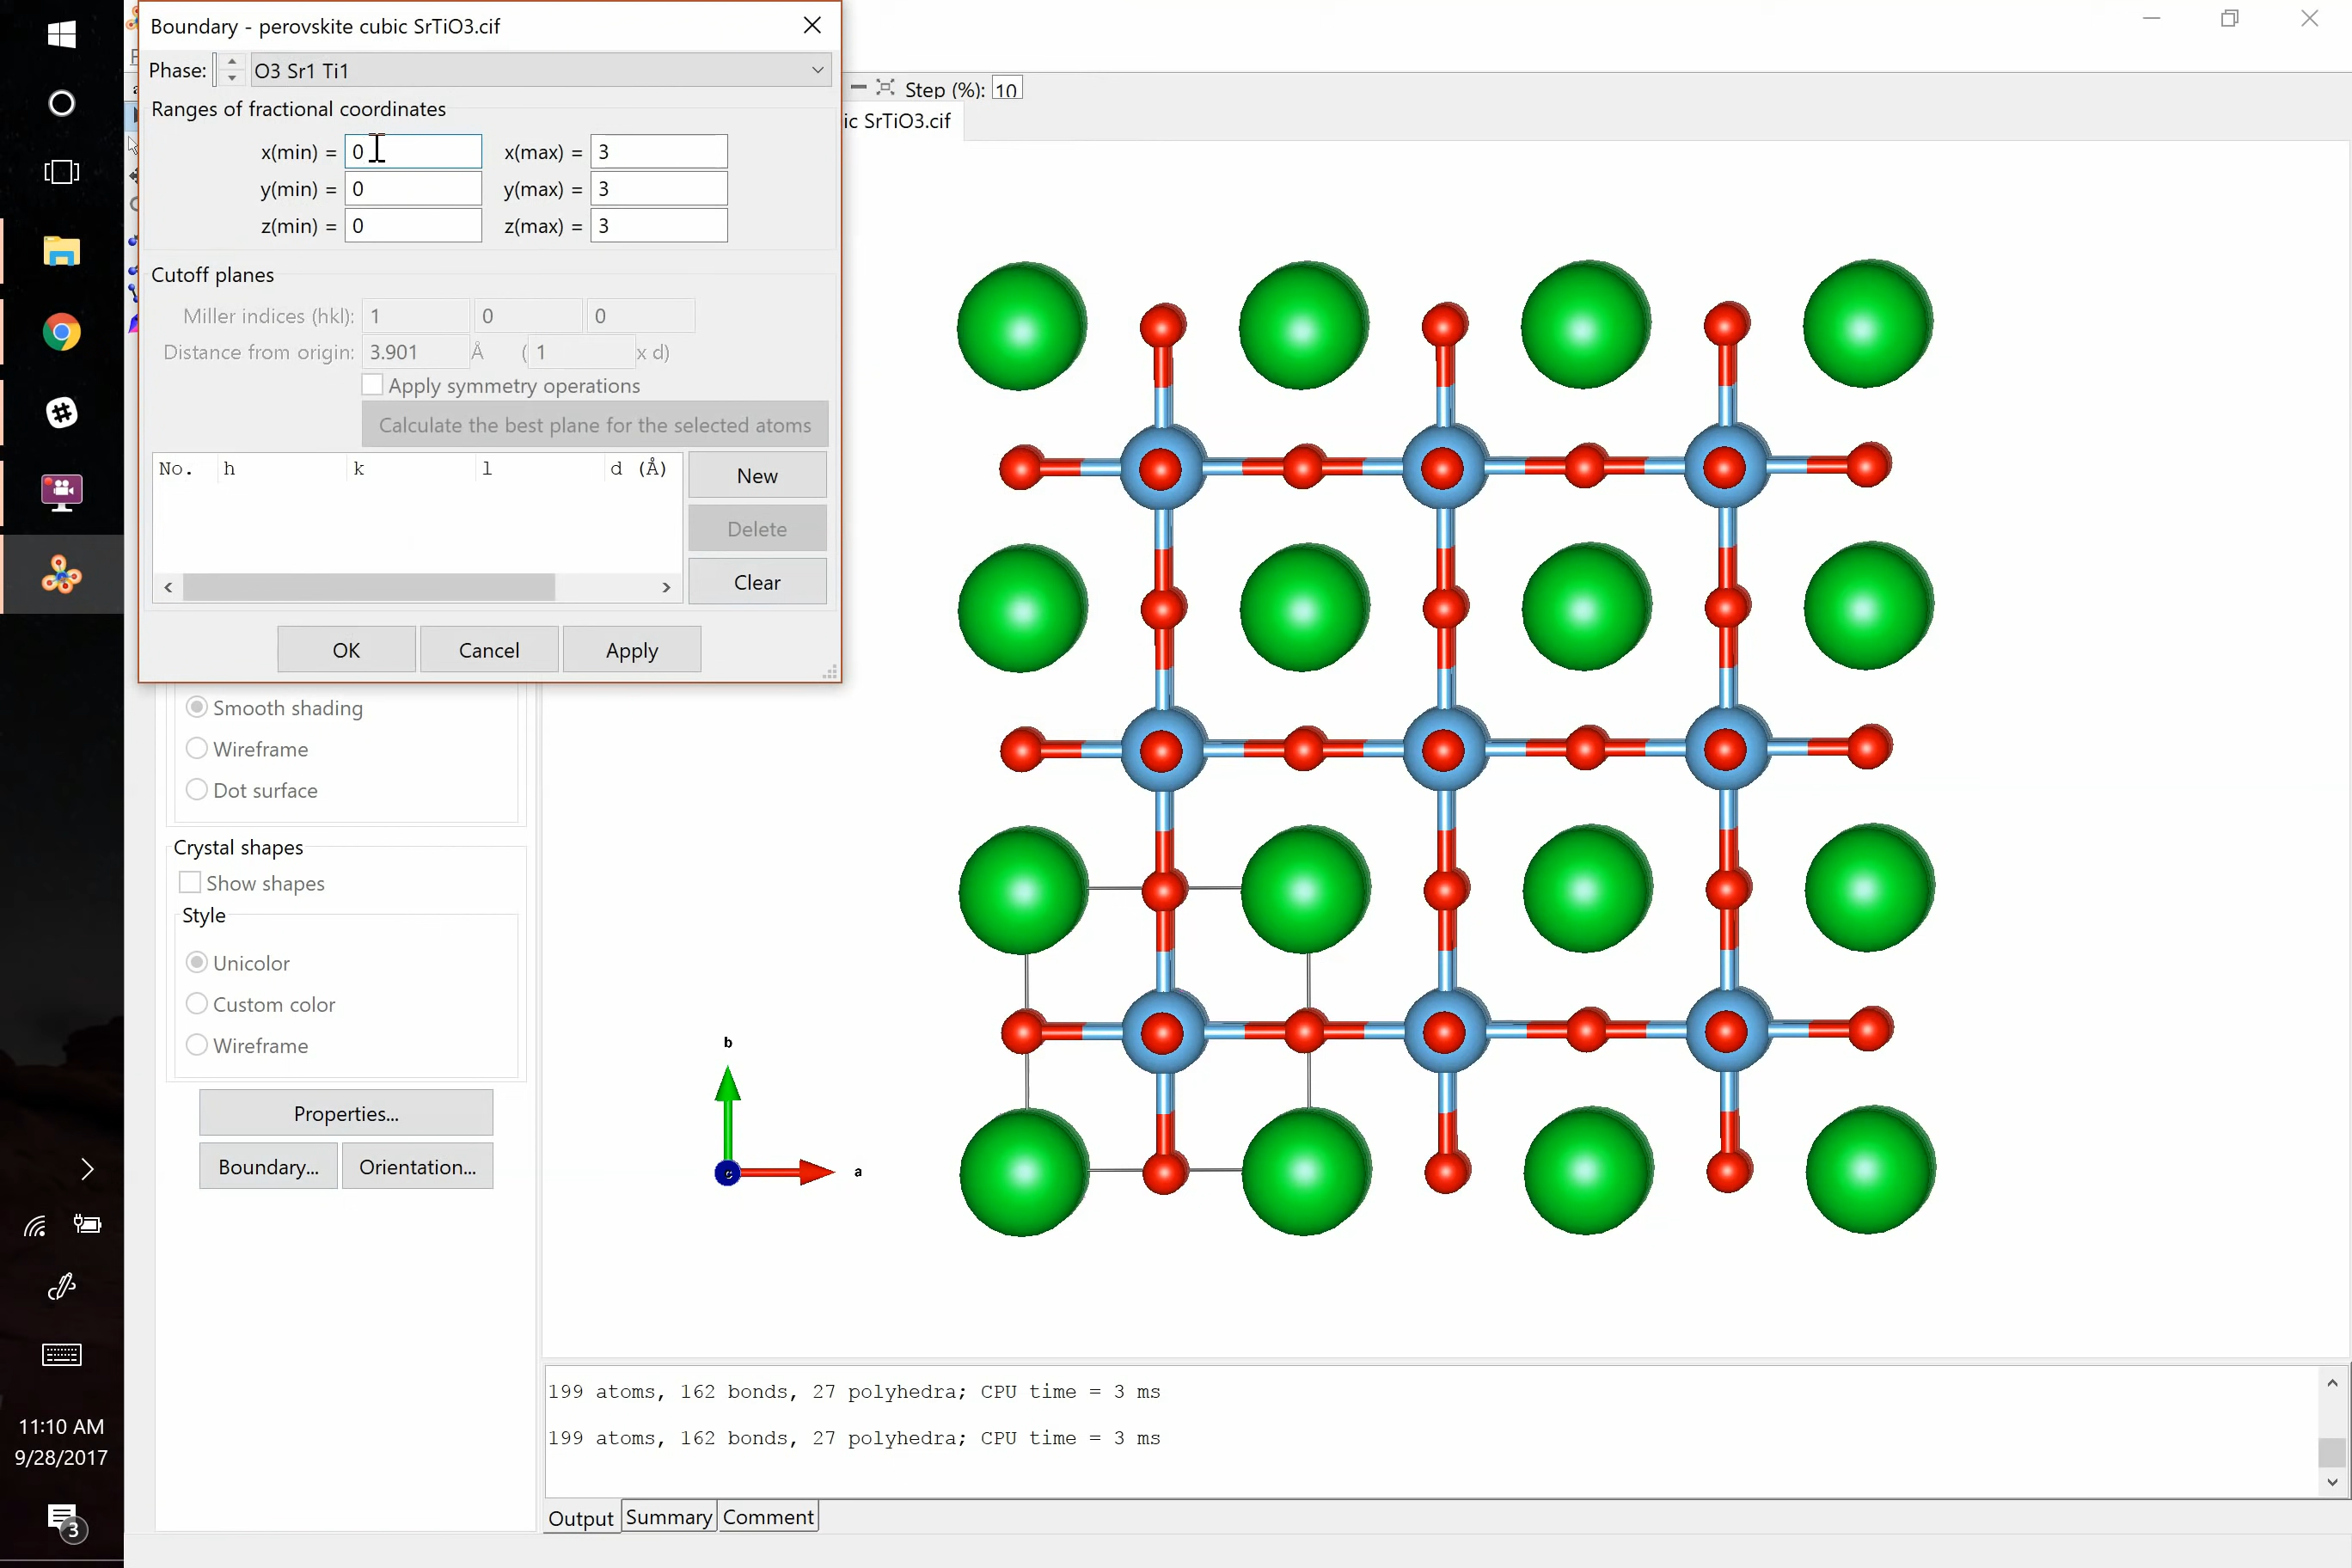 Boundary - perovskite cubic SrTiO3.cif
Phase: O3 Sr1 Ti1
Step (%): 10
ic SrTiO3.cif
Ranges of fractional coordinates
x(min) = 0 x(max) = 3
y(min) = 0 y(max) = 3
z(min) = 0 z(max) = 3
Cutoff planes
Miller indices (hkl): 1 0 0
Distance from origin: 3.901 Å ( 1 x d)
Apply symmetry operations
Calculate the best plane for the selected atoms
No. h k l d (Å)
New
Delete
Clear
OK Cancel Apply
Smooth shading
Wireframe
Dot surface
Crystal shapes
Show shapes
Style
Unicolor
Custom color
Wireframe
Properties...
Boundary... Orientation...
b
c
a
199 atoms, 162 bonds, 27 polyhedra; CPU time = 3 ms
199 atoms, 162 bonds, 27 polyhedra; CPU time = 3 ms
Output Summary Comment
11:10 AM
9/28/2017
3